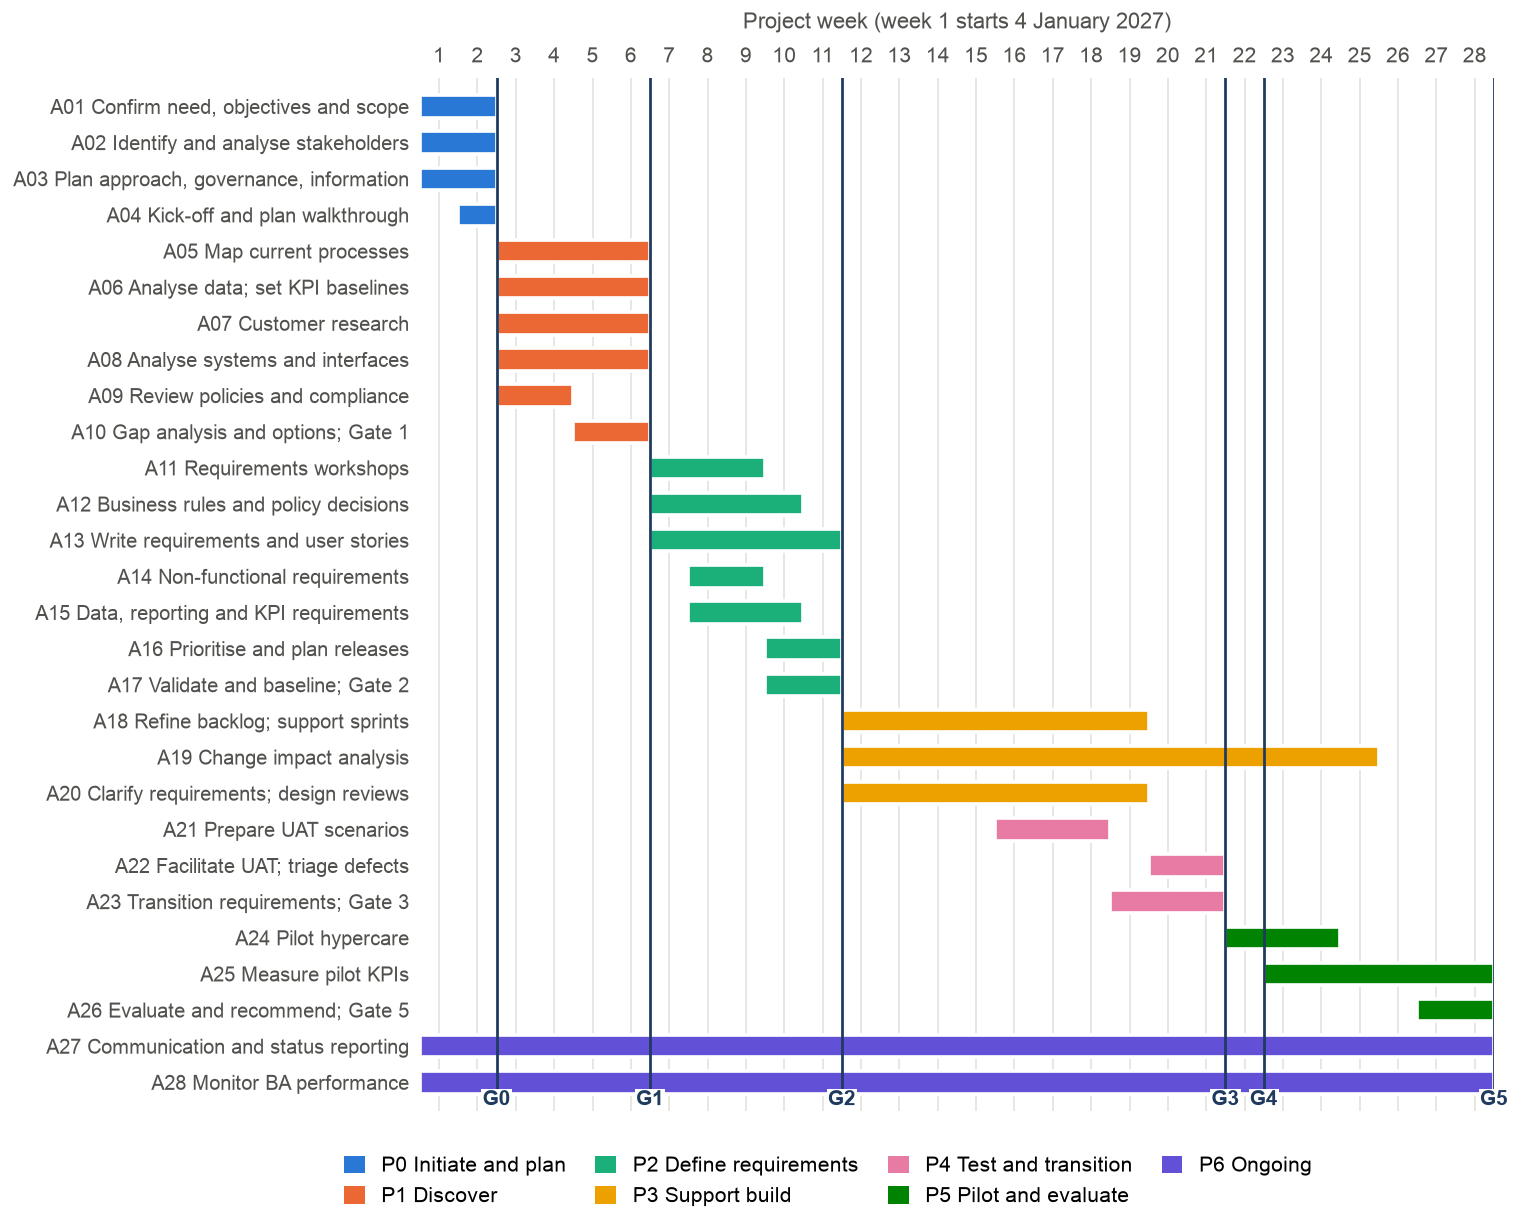 Project week (week 1 starts 4 January 2027)
1 2 3 4 5 6 7 8 9 10 11 12 13 14 15 16 17 18 19 20 21 22 23 24 25 26 27 28
A01 Confirm need, objectives and scope
A02 Identify and analyse stakeholders
A03 Plan approach, governance, information
A04 Kick-off and plan walkthrough
A05 Map current processes
A06 Analyse data; set KPI baselines
A07 Customer research
A08 Analyse systems and interfaces
A09 Review policies and compliance
A10 Gap analysis and options; Gate 1
A11 Requirements workshops
A12 Business rules and policy decisions
A13 Write requirements and user stories
A14 Non-functional requirements
A15 Data, reporting and KPI requirements
A16 Prioritise and plan releases
A17 Validate and baseline; Gate 2
A18 Refine backlog; support sprints
A19 Change impact analysis
A20 Clarify requirements; design reviews
A21 Prepare UAT scenarios
A22 Facilitate UAT; triage defects
A23 Transition requirements; Gate 3
A24 Pilot hypercare
A25 Measure pilot KPIs
A26 Evaluate and recommend; Gate 5
A27 Communication and status reporting
A28 Monitor BA performance
G0 G1 G2 G3 G4 G5
P0 Initiate and plan P2 Define requirements P4 Test and transition P6 Ongoing
P1 Discover P3 Support build P5 Pilot and evaluate